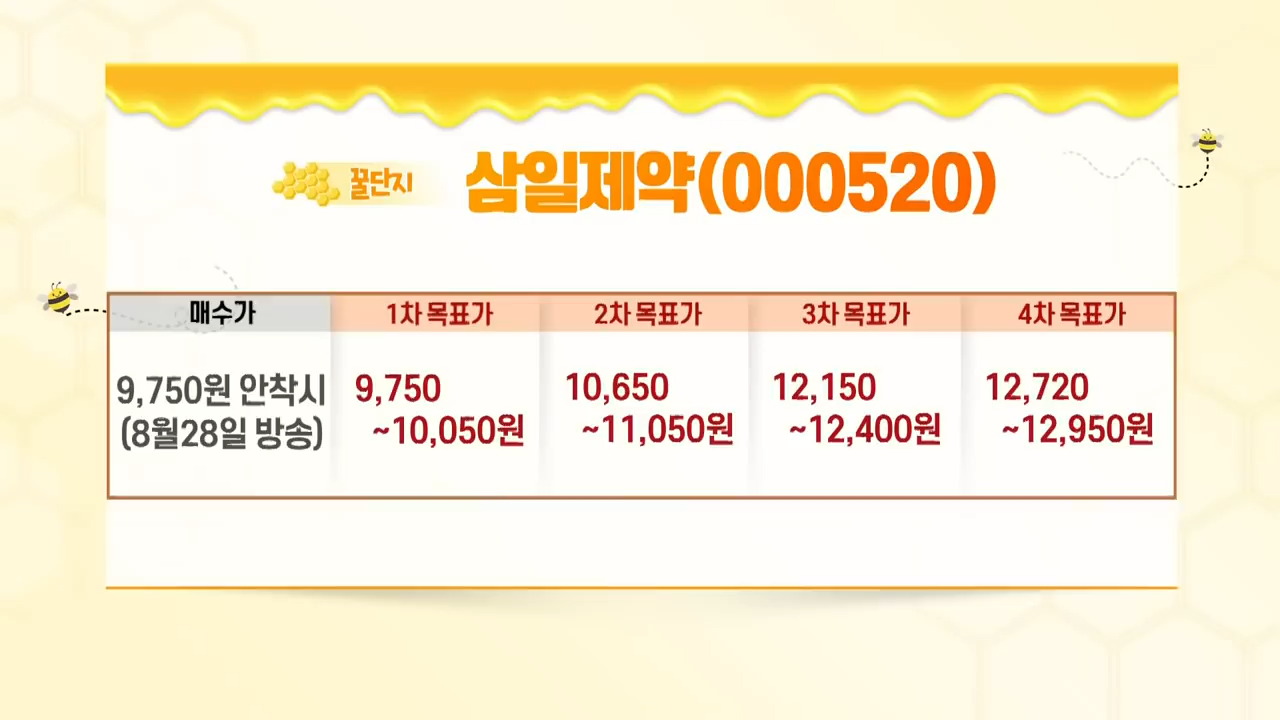 꿀단지
삼일제약(000520)
매수가
1차 목표가
2차 목표가
3차 목표가
4차 목표가
9,750원 안착시
(8월28일 방송)
9,750
~10,050원
10,650
~11,050원
12,150
~12,400원
12,720
~12,950원